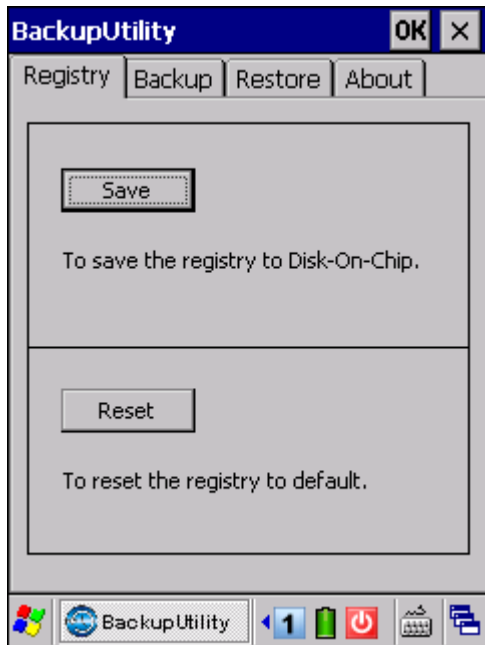 BackupUtility OK ×
Registry Backup Restore About
Save
To save the registry to Disk-On-Chip.
Reset
To reset the registry to default.
BackupUtility 1